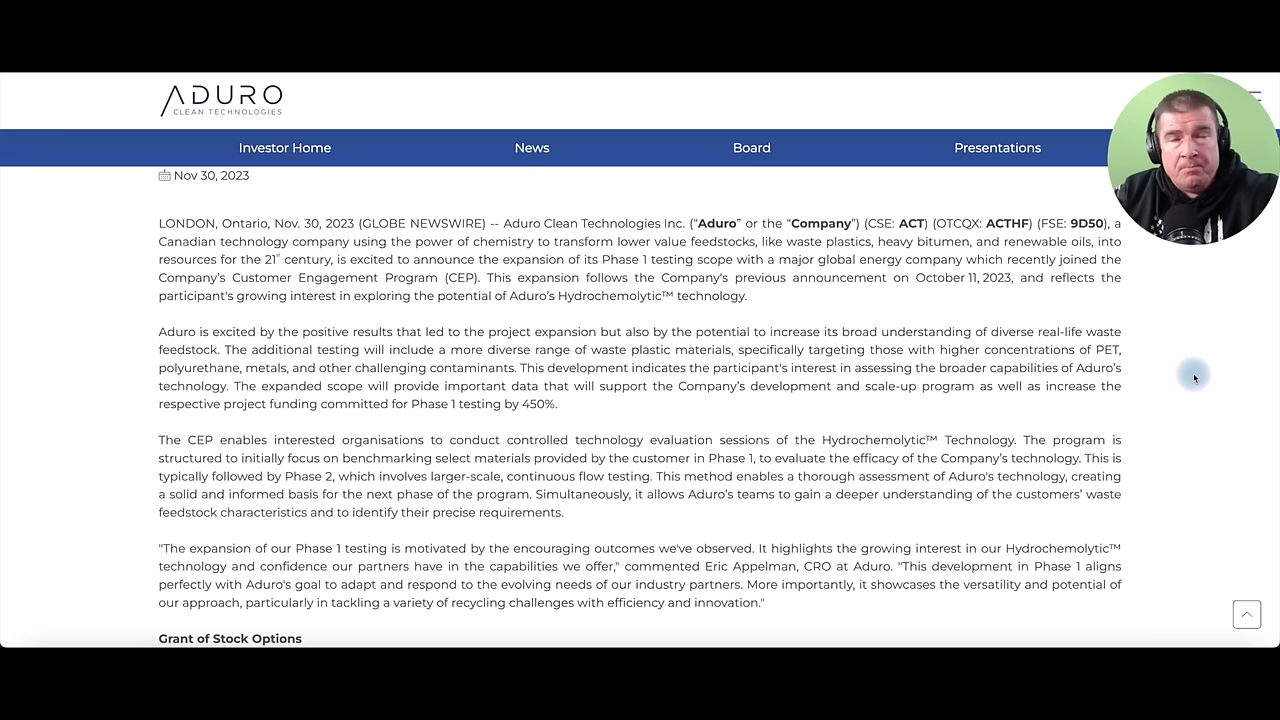 ADURO
CLEAN TECHNOLOGIES
Investor Home
News
Board
Presentations
Nov 30, 2023
LONDON, Ontario, Nov. 30, 2023 (GLOBE NEWSWIRE) -- Aduro Clean Technologies Inc. (“Aduro” or the “Company”) (CSE: ACT) (OTCQX: ACTHF) (FSE: 9D50), a
Canadian technology company using the power of chemistry to transform lower value feedstocks, like waste plastics, heavy bitumen, and renewable oils, into
resources for the 21st century, is excited to announce the expansion of its Phase 1 testing scope with a major global energy company which recently joined the
Company’s Customer Engagement Program (CEP). This expansion follows the Company's previous announcement on October 11, 2023, and reflects the
participant's growing interest in exploring the potential of Aduro’s Hydrochemolytic™ technology.
Aduro is excited by the positive results that led to the project expansion but also by the potential to increase its broad understanding of diverse real-life waste
feedstock. The additional testing will include a more diverse range of waste plastic materials, specifically targeting those with higher concentrations of PET,
polyurethane, metals, and other challenging contaminants. This development indicates the participant's interest in assessing the broader capabilities of Aduro’s
technology. The expanded scope will provide important data that will support the Company’s development and scale-up program as well as increase the
respective project funding committed for Phase 1 testing by 450%.
The CEP enables interested organisations to conduct controlled technology evaluation sessions of the Hydrochemolytic™ Technology. The program is
structured to initially focus on benchmarking select materials provided by the customer in Phase 1, to evaluate the efficacy of the Company’s technology. This is
typically followed by Phase 2, which involves larger-scale, continuous flow testing. This method enables a thorough assessment of Aduro's technology, creating
a solid and informed basis for the next phase of the program. Simultaneously, it allows Aduro’s teams to gain a deeper understanding of the customers’ waste
feedstock characteristics and to identify their precise requirements.
"The expansion of our Phase 1 testing is motivated by the encouraging outcomes we've observed. It highlights the growing interest in our Hydrochemolytic™
technology and confidence our partners have in the capabilities we offer," commented Eric Appelman, CRO at Aduro. "This development in Phase 1 aligns
perfectly with Aduro's goal to adapt and respond to the evolving needs of our industry partners. More importantly, it showcases the versatility and potential of
our approach, particularly in tackling a variety of recycling challenges with efficiency and innovation."
Grant of Stock Options